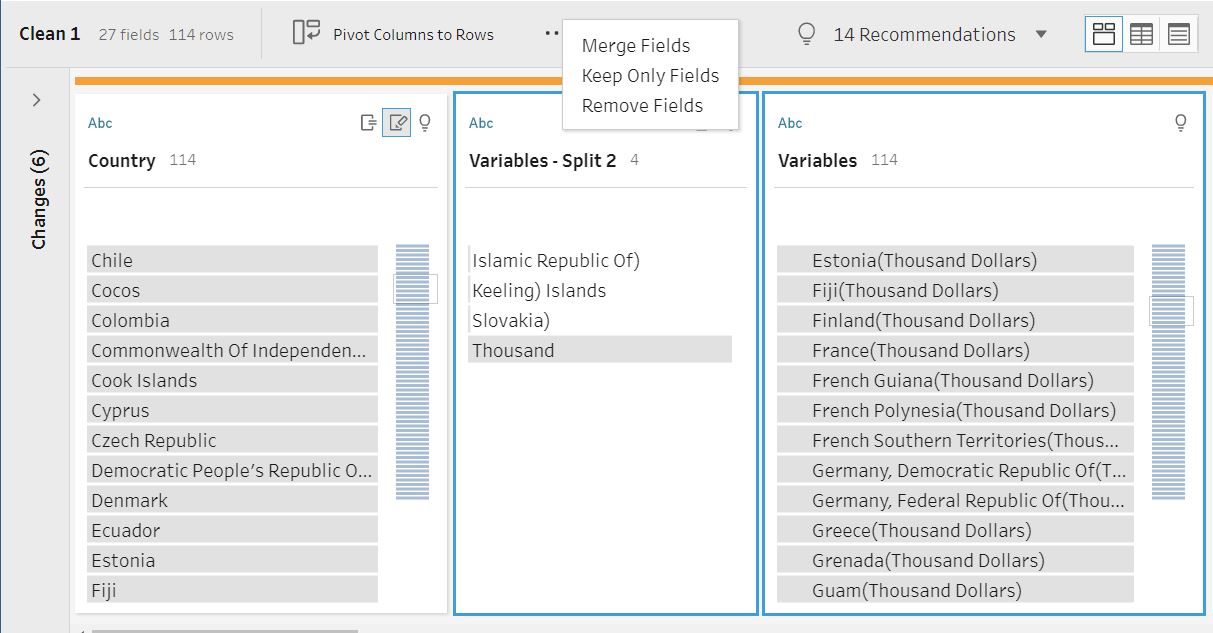 Clean 1 27 fields 114 rows Pivot Columns to Rows 14 Recommendations
Merge Fields
Keep Only Fields
Remove Fields
Changes (6)
Abc
Country 114
Chile
Cocos
Colombia
Commonwealth Of Independen...
Cook Islands
Cyprus
Czech Republic
Democratic People's Republic O...
Denmark
Ecuador
Estonia
Fiji
Abc
Variables - Split 2 4
Islamic Republic Of)
Keeling) Islands
Slovakia)
Thousand
Abc
Variables 114
Estonia(Thousand Dollars)
Fiji(Thousand Dollars)
Finland(Thousand Dollars)
France(Thousand Dollars)
French Guiana(Thousand Dollars)
French Polynesia(Thousand Dollars)
French Southern Territories(Thous...
Germany, Democratic Republic Of(T...
Germany, Federal Republic Of(Thou...
Greece(Thousand Dollars)
Grenada(Thousand Dollars)
Guam(Thousand Dollars)